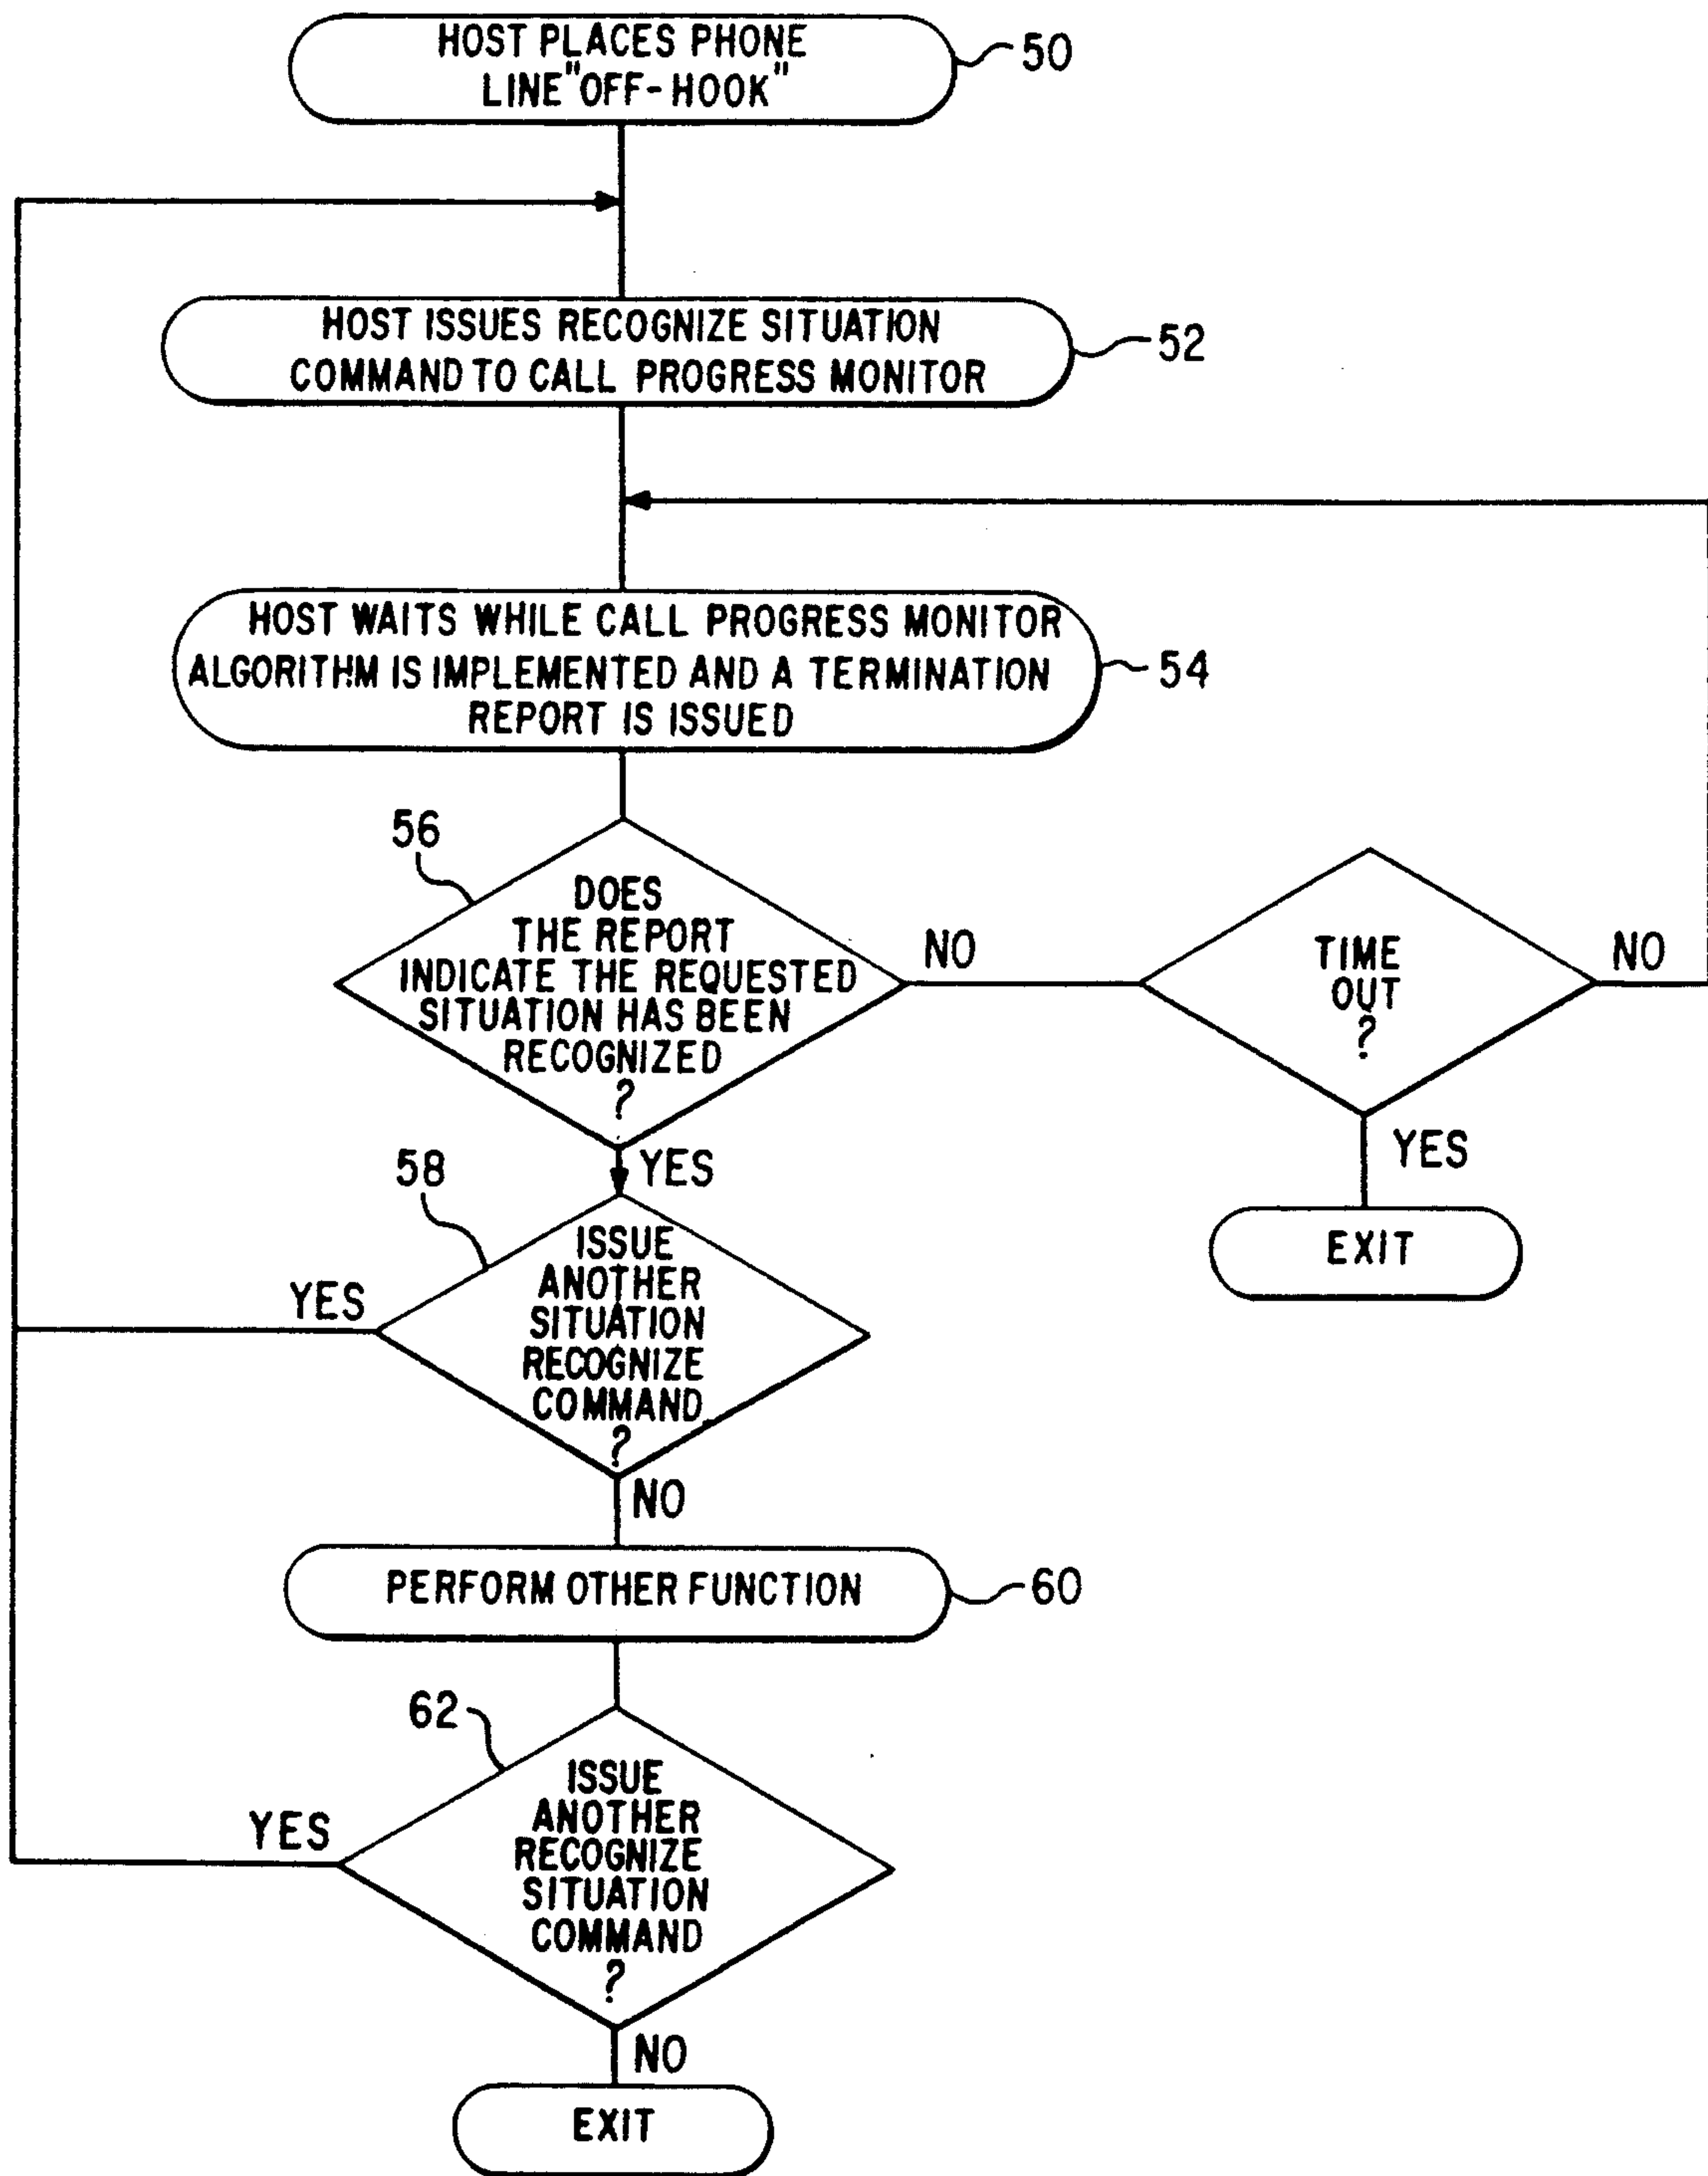 HOST PLACES PHONE
LINE "OFF-HOOK"
50
HOST ISSUES RECOGNIZE SITUATION
COMMAND TO CALL PROGRESS MONITOR
52
HOST WAITS WHILE CALL PROGRESS MONITOR
ALGORITHM IS IMPLEMENTED AND A TERMINATION
REPORT IS ISSUED
54
56
DOES
THE REPORT
INDICATE THE REQUESTED
SITUATION HAS BEEN
RECOGNIZED
?
NO
TIME
OUT
?
NO
YES
EXIT
YES
58
ISSUE
ANOTHER
SITUATION
RECOGNIZE
COMMAND
?
YES
NO
PERFORM OTHER FUNCTION
60
62
ISSUE
ANOTHER
RECOGNIZE
SITUATION
COMMAND
?
YES
NO
EXIT